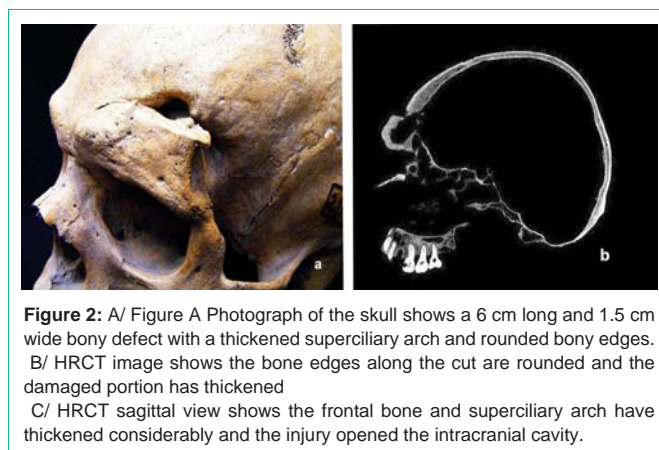 a
b
Figure 2: A/ Figure A Photograph of the skull shows a 6 cm long and 1.5 cm
wide bony defect with a thickened superciliary arch and rounded bony edges.
B/ HRCT image shows the bone edges along the cut are rounded and the
damaged portion has thickened
C/ HRCT sagittal view shows the frontal bone and superciliary arch have
thickened considerably and the injury opened the intracranial cavity.